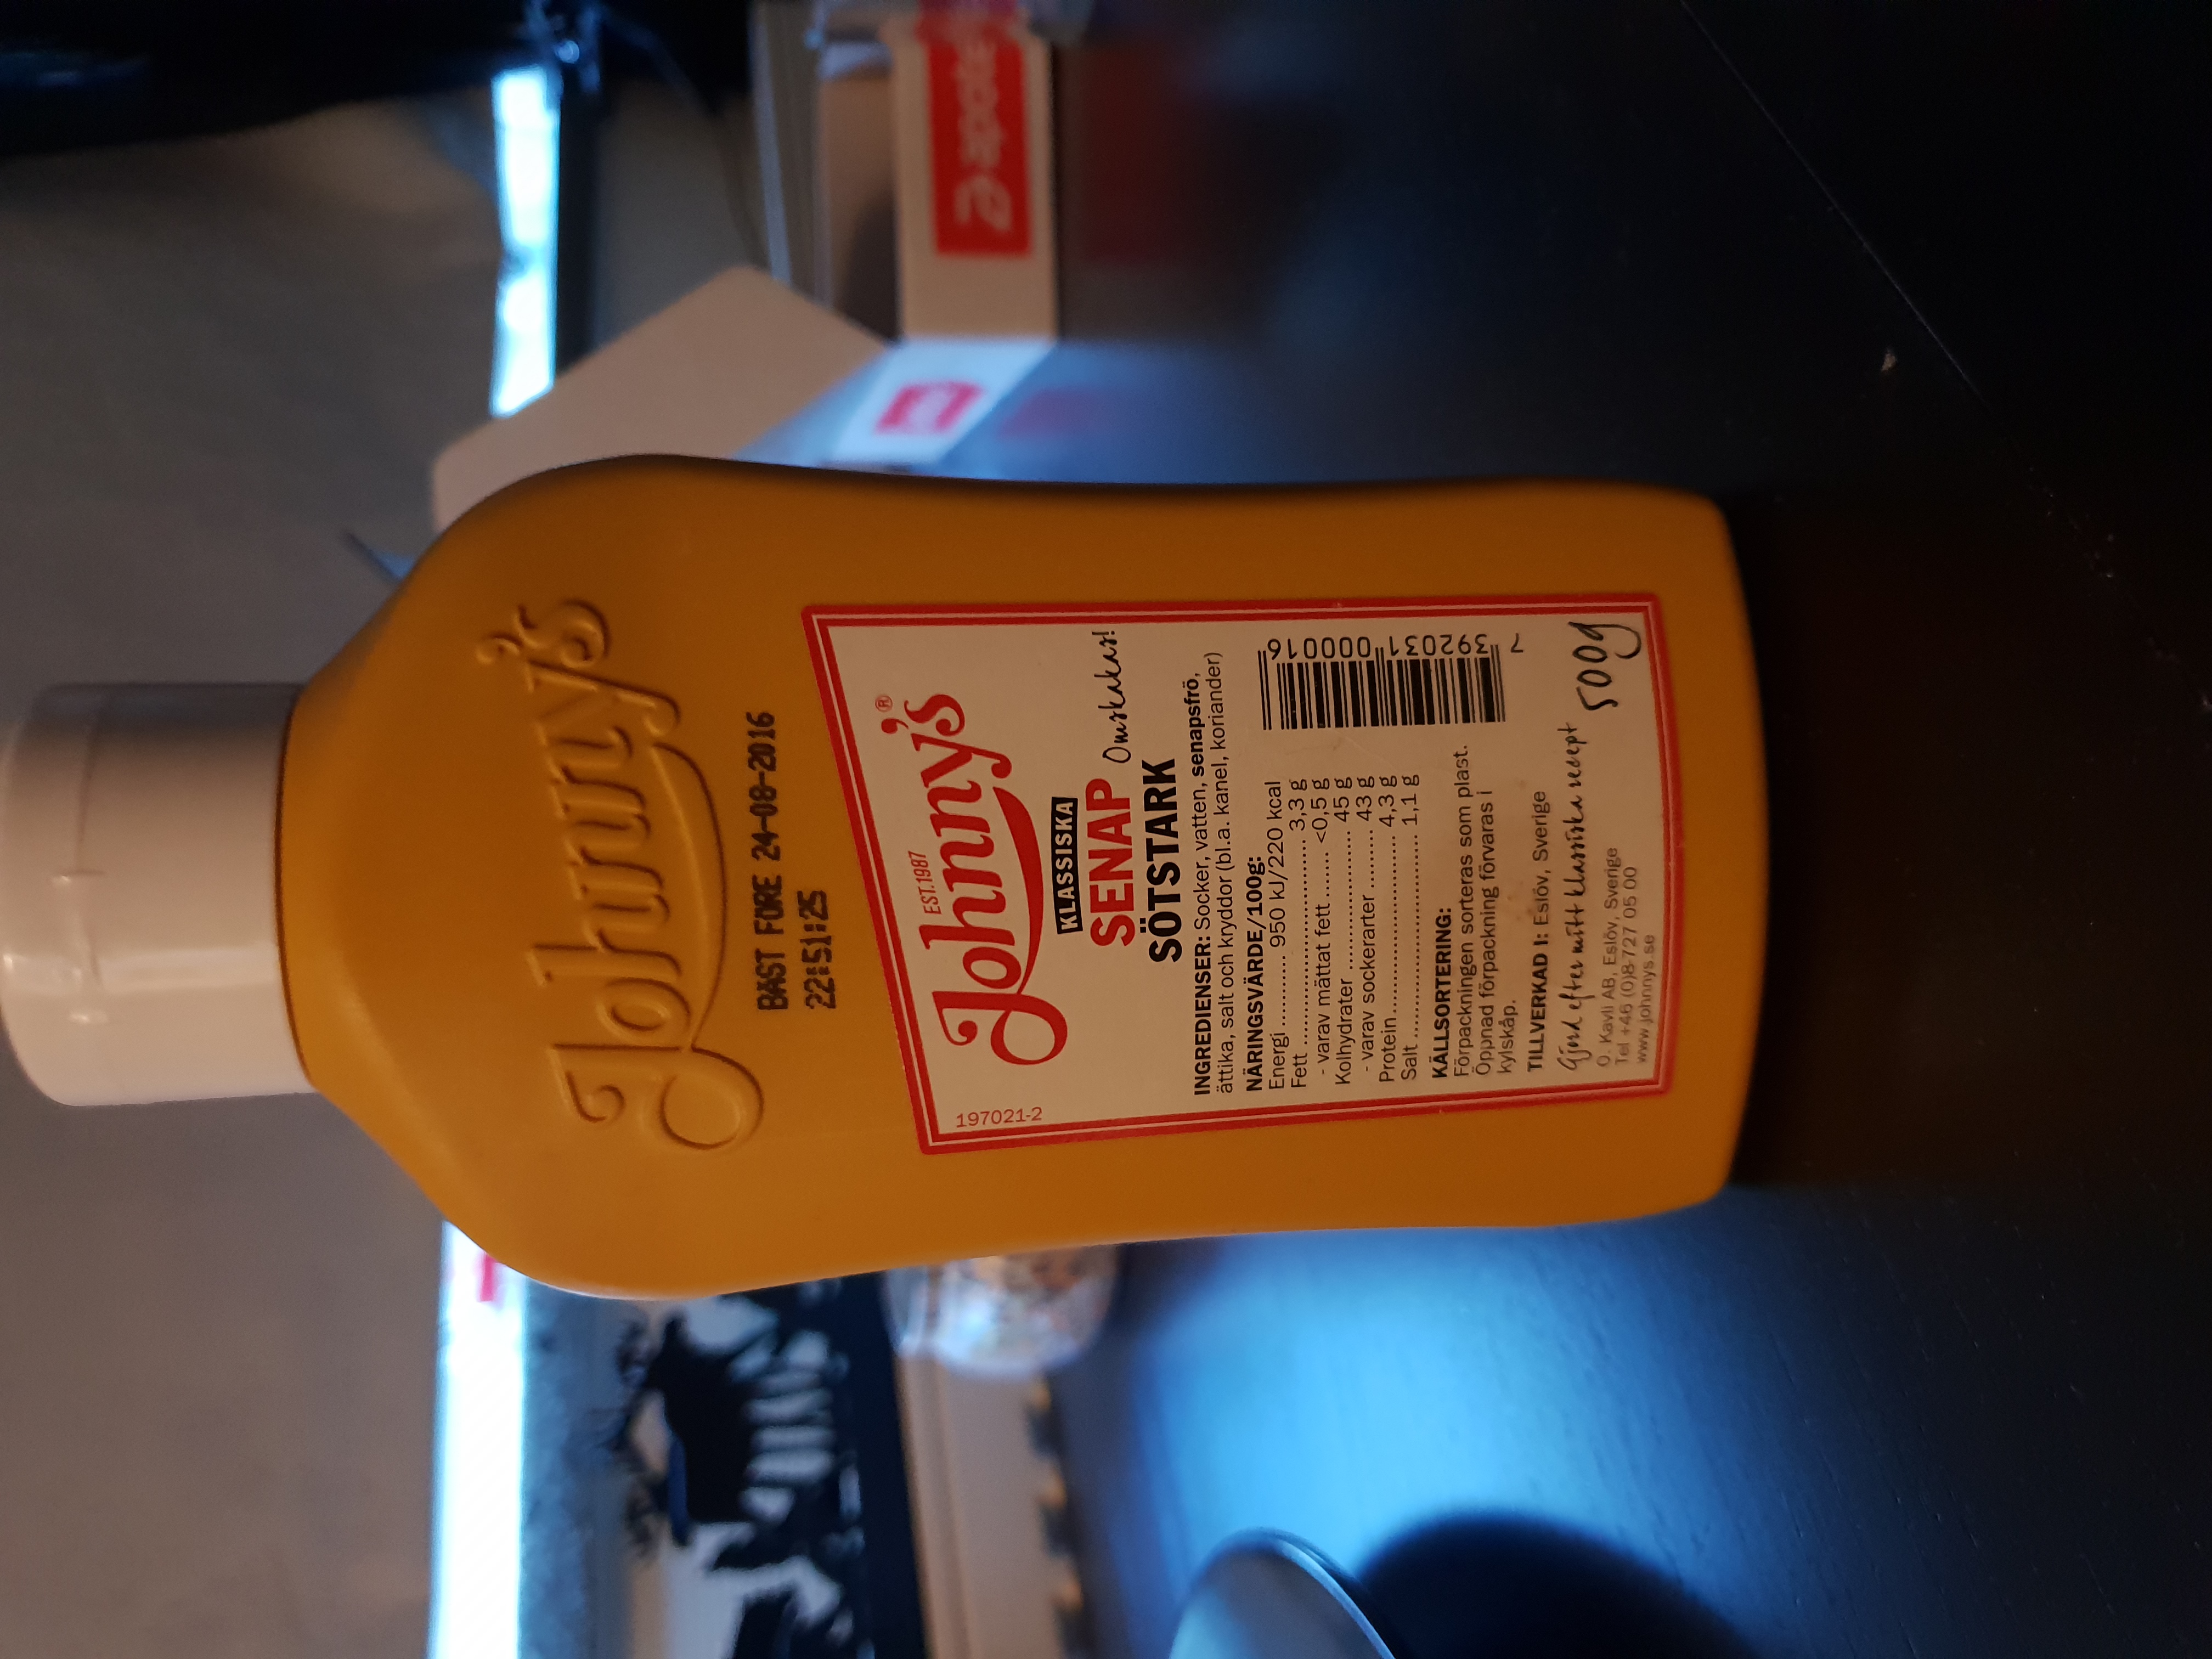 Johnny's
BÄST FÖRE 24-08-2016
22:51:25
EST.1987
Johnny's®
197021-2
KLASSISKA
SENAP Omskakas!
SÖTSTARK
INGREDIENSER: Socker, vatten, senapsfrö,
ättika, salt och kryddor (bl.a. kanel, koriander)
NÄRINGSVÄRDE/100g:
Energi ........... 950 kJ/220 kcal
Fett ................................ 3,3 g
- varav mättat fett ....... <0,5 g
Kolhydrater ...................... 45 g
- varav sockerarter ......... 43 g
Protein............................ 4,3 g
Salt ................................ 1,1 g
7 392031 000016
KÄLLSORTERING:
Förpackningen sorteras som plast.
Öppnad förpackning förvaras i
kylskåp.
TILLVERKAD I: Eslöv, Sverige
Gjord efter mitt klassiska recept
500g
O. Kavli AB, Eslöv, Sverige
Tel +46 (0)8-727 05 00
www.johnnys.se